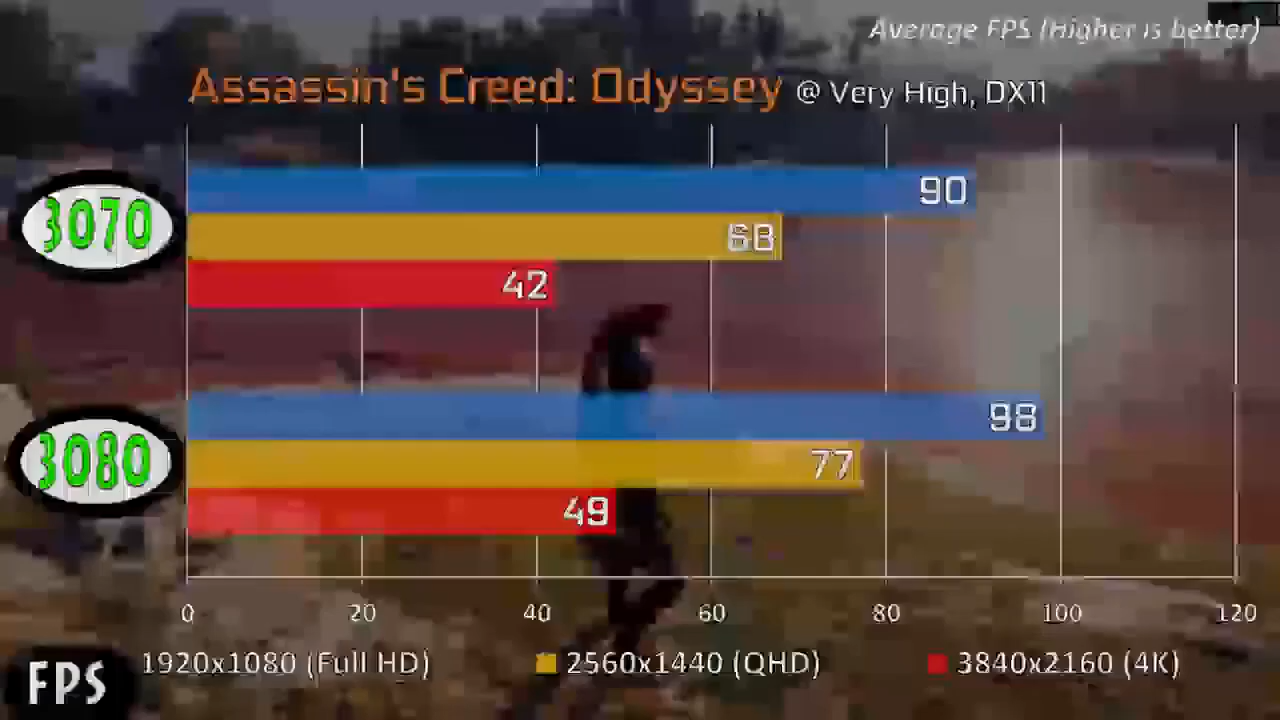 Average FPS (Higher is better)
Assassin's Creed: Odyssey @ Very High, DX11
3070
90
68
42
3080
98
77
49
0 20 40 60 80 100 120
1920x1080 (Full HD) 2560x1440 (QHD) 3840x2160 (4K)
FPS